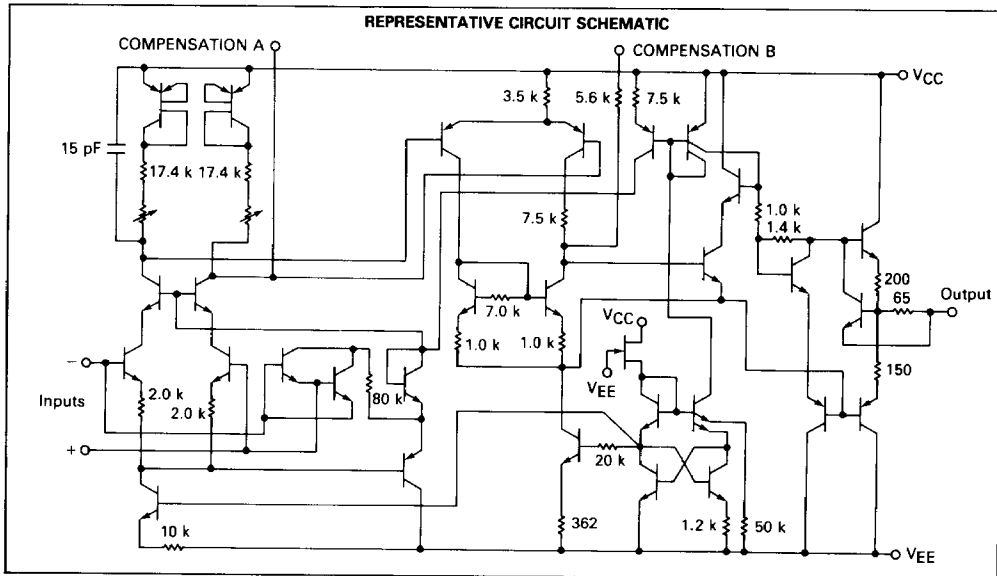 REPRESENTATIVE CIRCUIT SCHEMATIC
COMPENSATION A
COMPENSATION B
VCC
3.5 k
5.6 k
7.5 k
15 pF
17.4 k
17.4 k
7.5 k
1.0 k
1.4 k
200
65
Output
7.0 k
VCC
1.0 k
1.0 k
150
VEE
−
Inputs
2.0 k
2.0 k
80 k
+
20 k
10 k
362
1.2 k
50 k
VEE